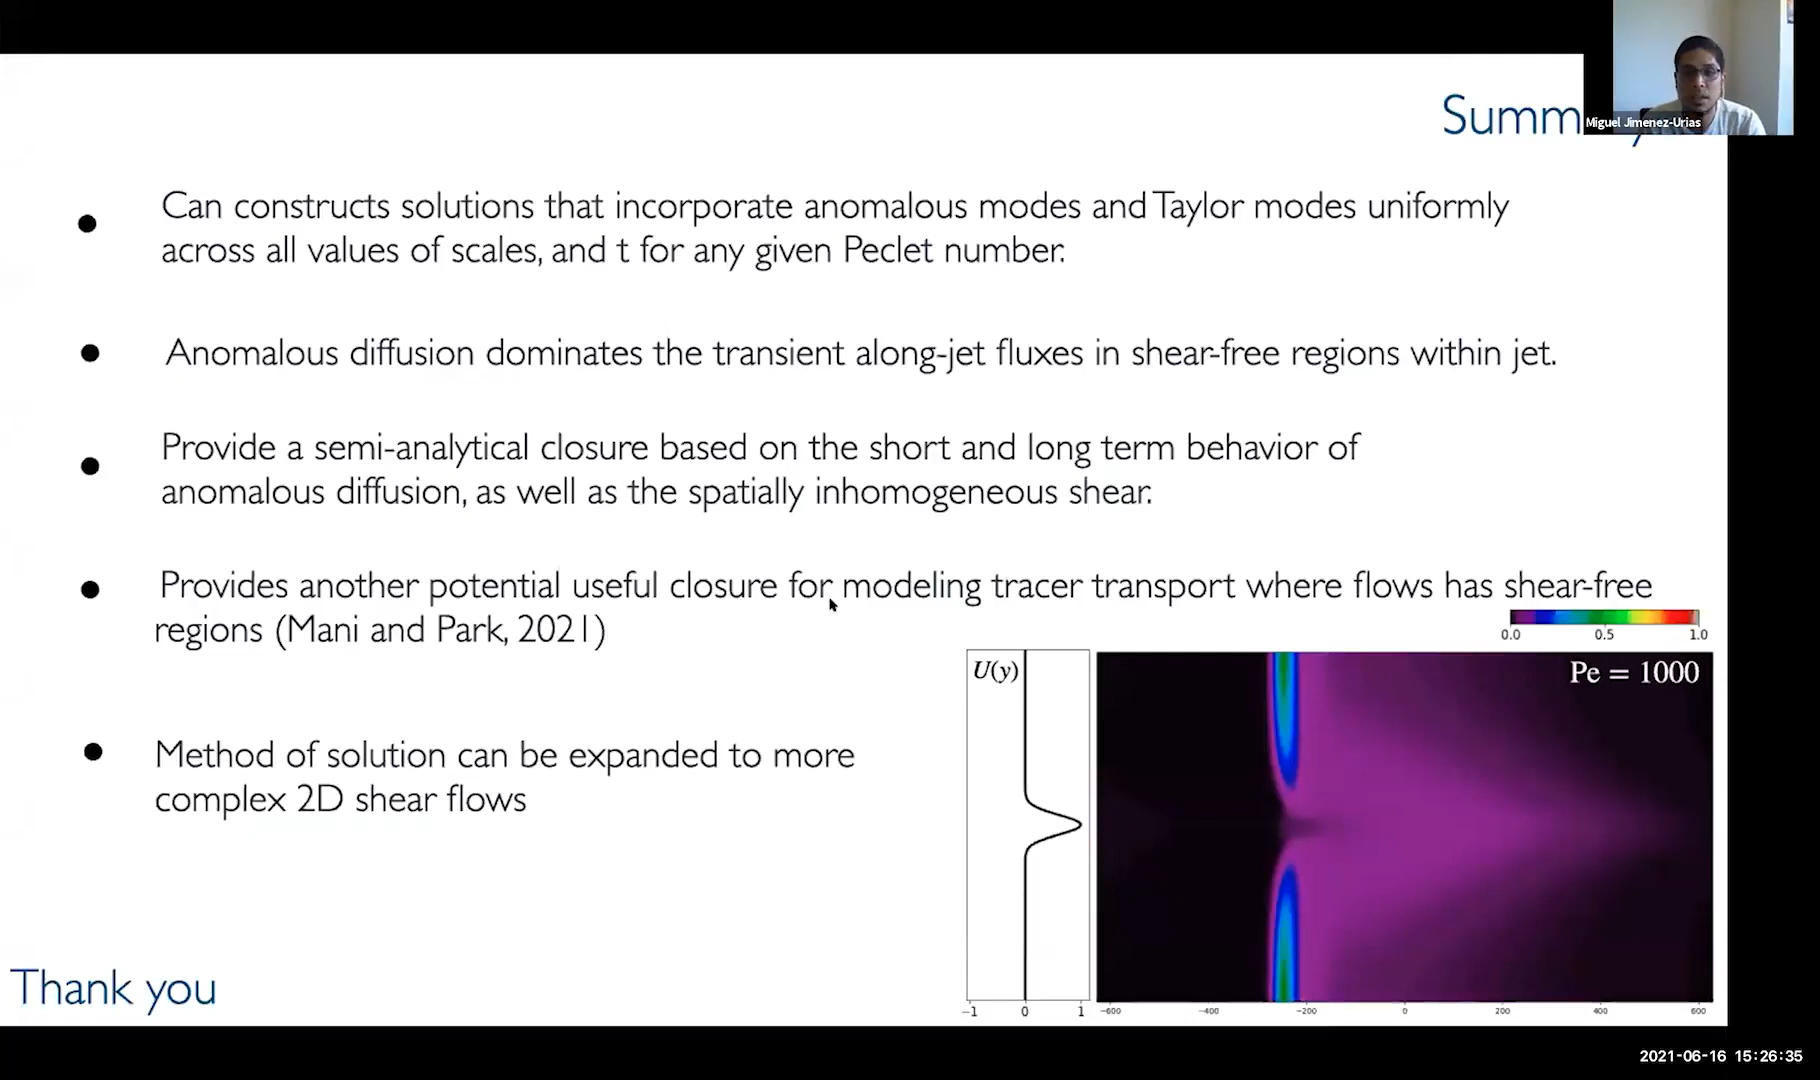 Summ
Miguel Jimenez-Urias
Can constructs solutions that incorporate anomalous modes and Taylor modes uniformly
across all values of scales, and t for any given Peclet number.
Anomalous diffusion dominates the transient along-jet fluxes in shear-free regions within jet.
Provide a semi-analytical closure based on the short and long term behavior of
anomalous diffusion, as well as the spatially inhomogeneous shear.
Provides another potential useful closure for modeling tracer transport where flows has shear-free
regions (Mani and Park, 2021)
0.0 0.5 1.0
U(y)
Pe = 1000
Method of solution can be expanded to more
complex 2D shear flows
Thank you
−1 0 1
−600 −400 −200 0 200 400 600
2021-06-16 15:26:35